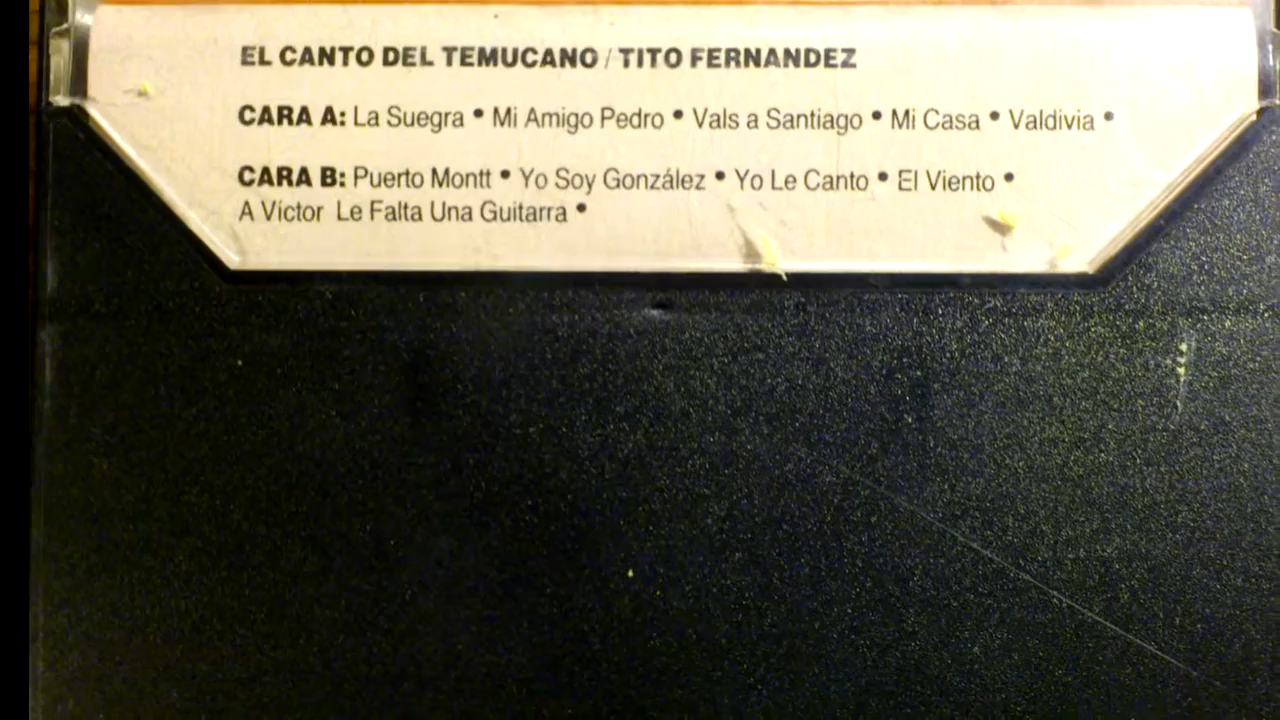 EL CANTO DEL TEMUCANO / TITO FERNANDEZ
CARA A: La Suegra • Mi Amigo Pedro • Vals a Santiago • Mi Casa • Valdivia •
CARA B: Puerto Montt • Yo Soy González • Yo Le Canto • El Viento •
A Víctor Le Falta Una Guitarra •